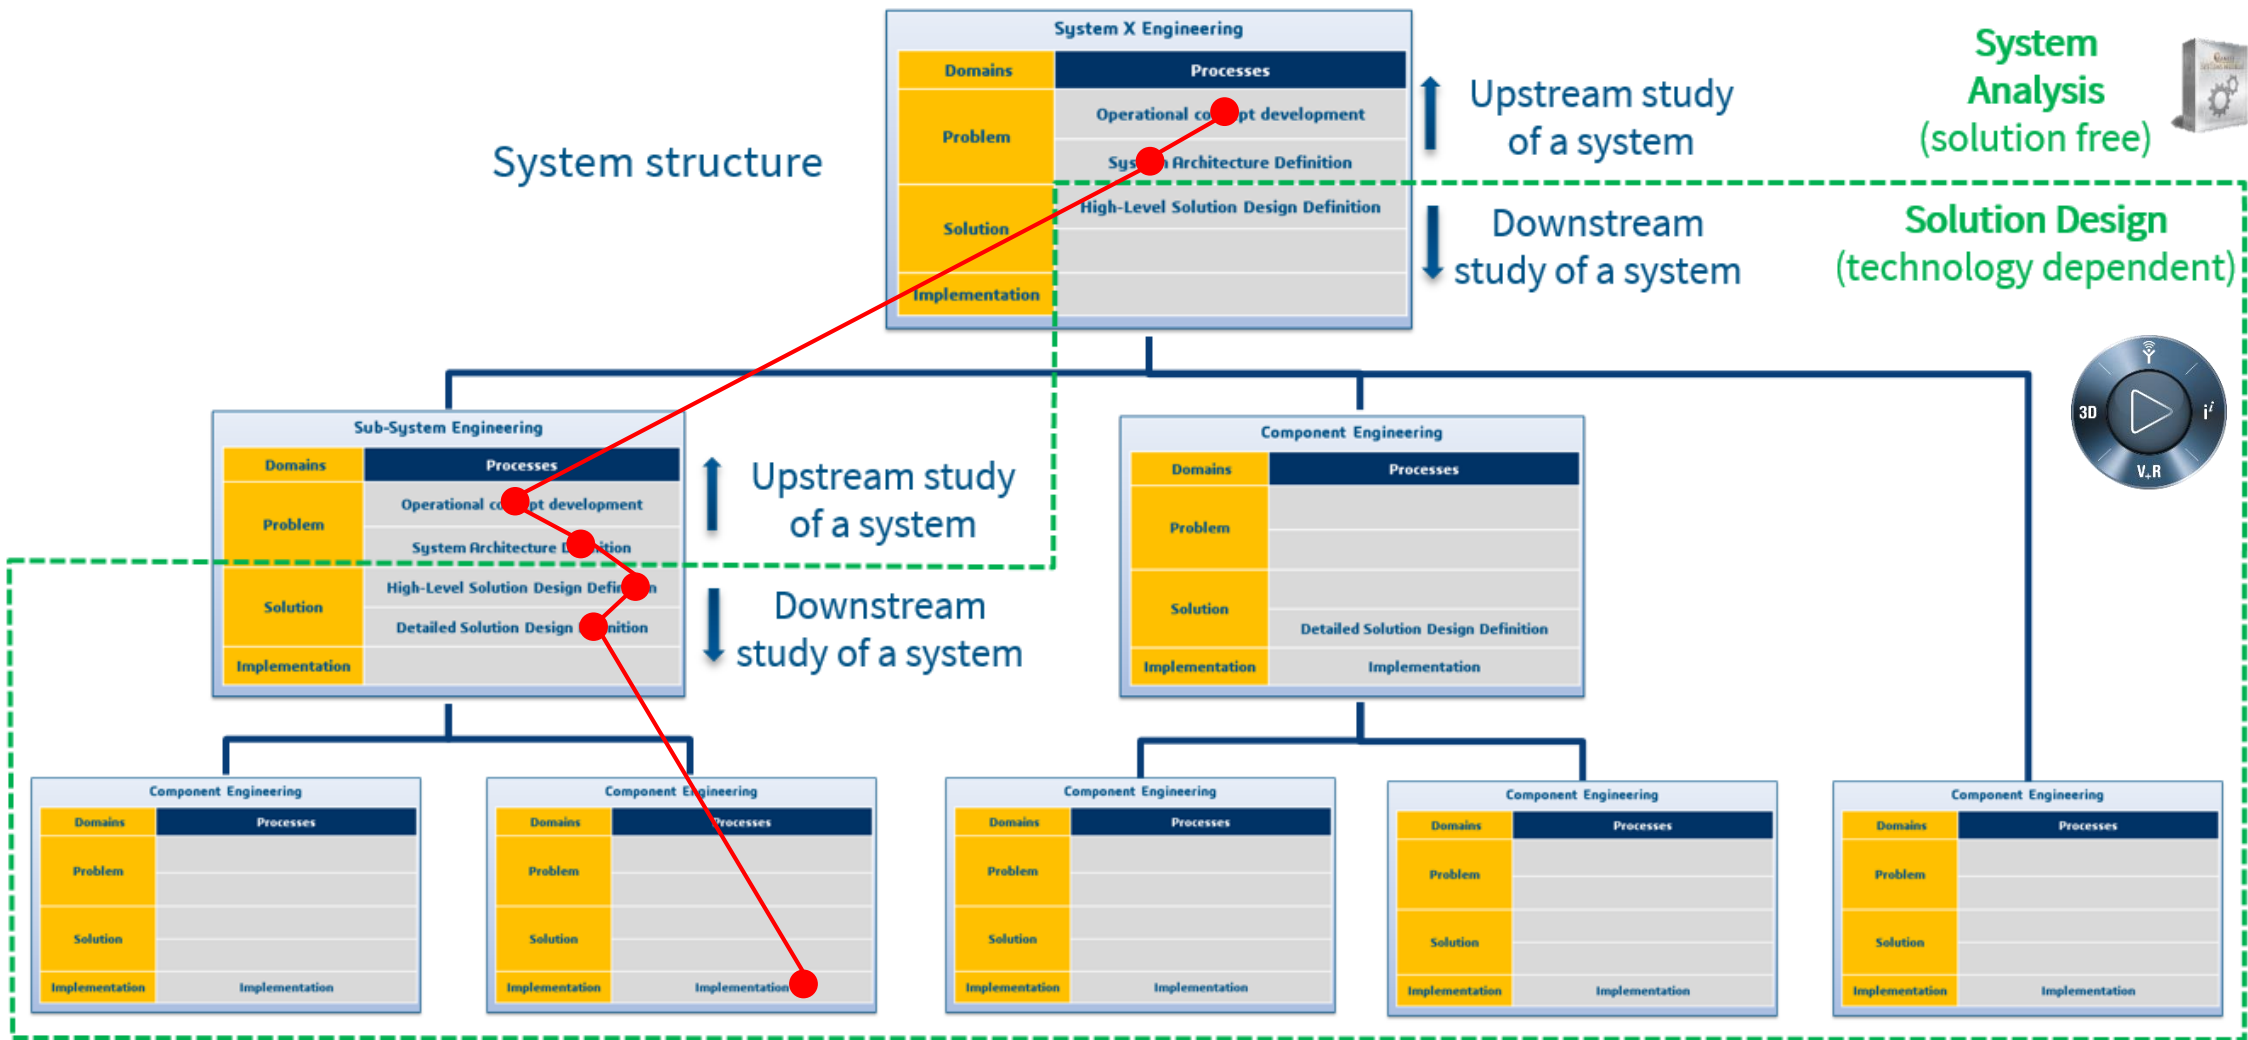 System X Engineering
Domains Processes
Problem
Operational co pt development
Sys Architecture Definition
Solution
High-Level Solution Design Definition
Implementation
System structure
Upstream study
of a system
Downstream
study of a system
System
Analysis
(solution free)
Solution Design
(technology dependent)
3D
V+R
Sub-System Engineering
Domains Processes
Problem
Operational co pt development
System Architecture D ition
Solution
High-Level Solution Design Defin n
Detailed Solution Design nition
Implementation
Upstream study
of a system
Downstream
study of a system
Component Engineering
Domains Processes
Problem
Solution
Detailed Solution Design Definition
Implementation Implementation
Component Engineering
Domains Processes
Problem
Solution
Implementation Implementation
Component Engineering
Domains Processes
Problem
Solution
Implementation Implementation
Component Engineering
Domains Processes
Problem
Solution
Implementation Implementation
Component Engineering
Domains Processes
Problem
Solution
Implementation Implementation
Component Engineering
Domains Processes
Problem
Solution
Implementation Implementation